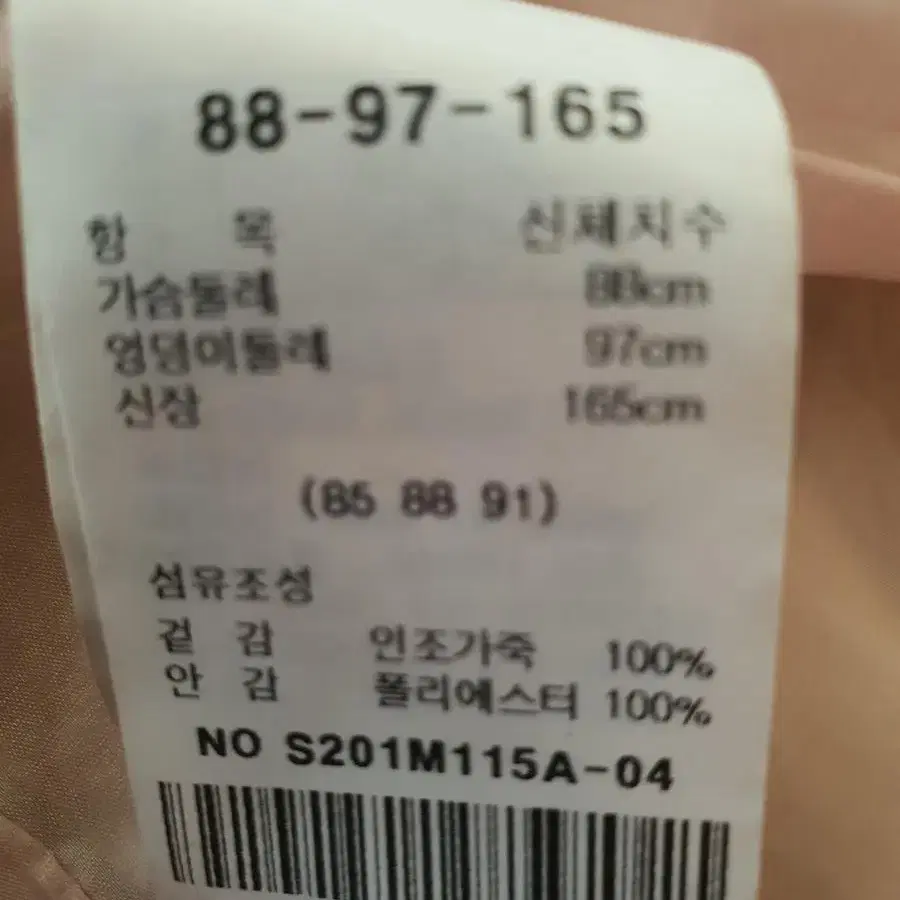 88-97-165
항 목 신체치수
가슴둘레 88cm
엉덩이둘레 97cm
신장 165cm
(85 88 91)
섬유조성
겉 감 인조가죽 100%
안 감 폴리에스터 100%
NO S201M115A-04